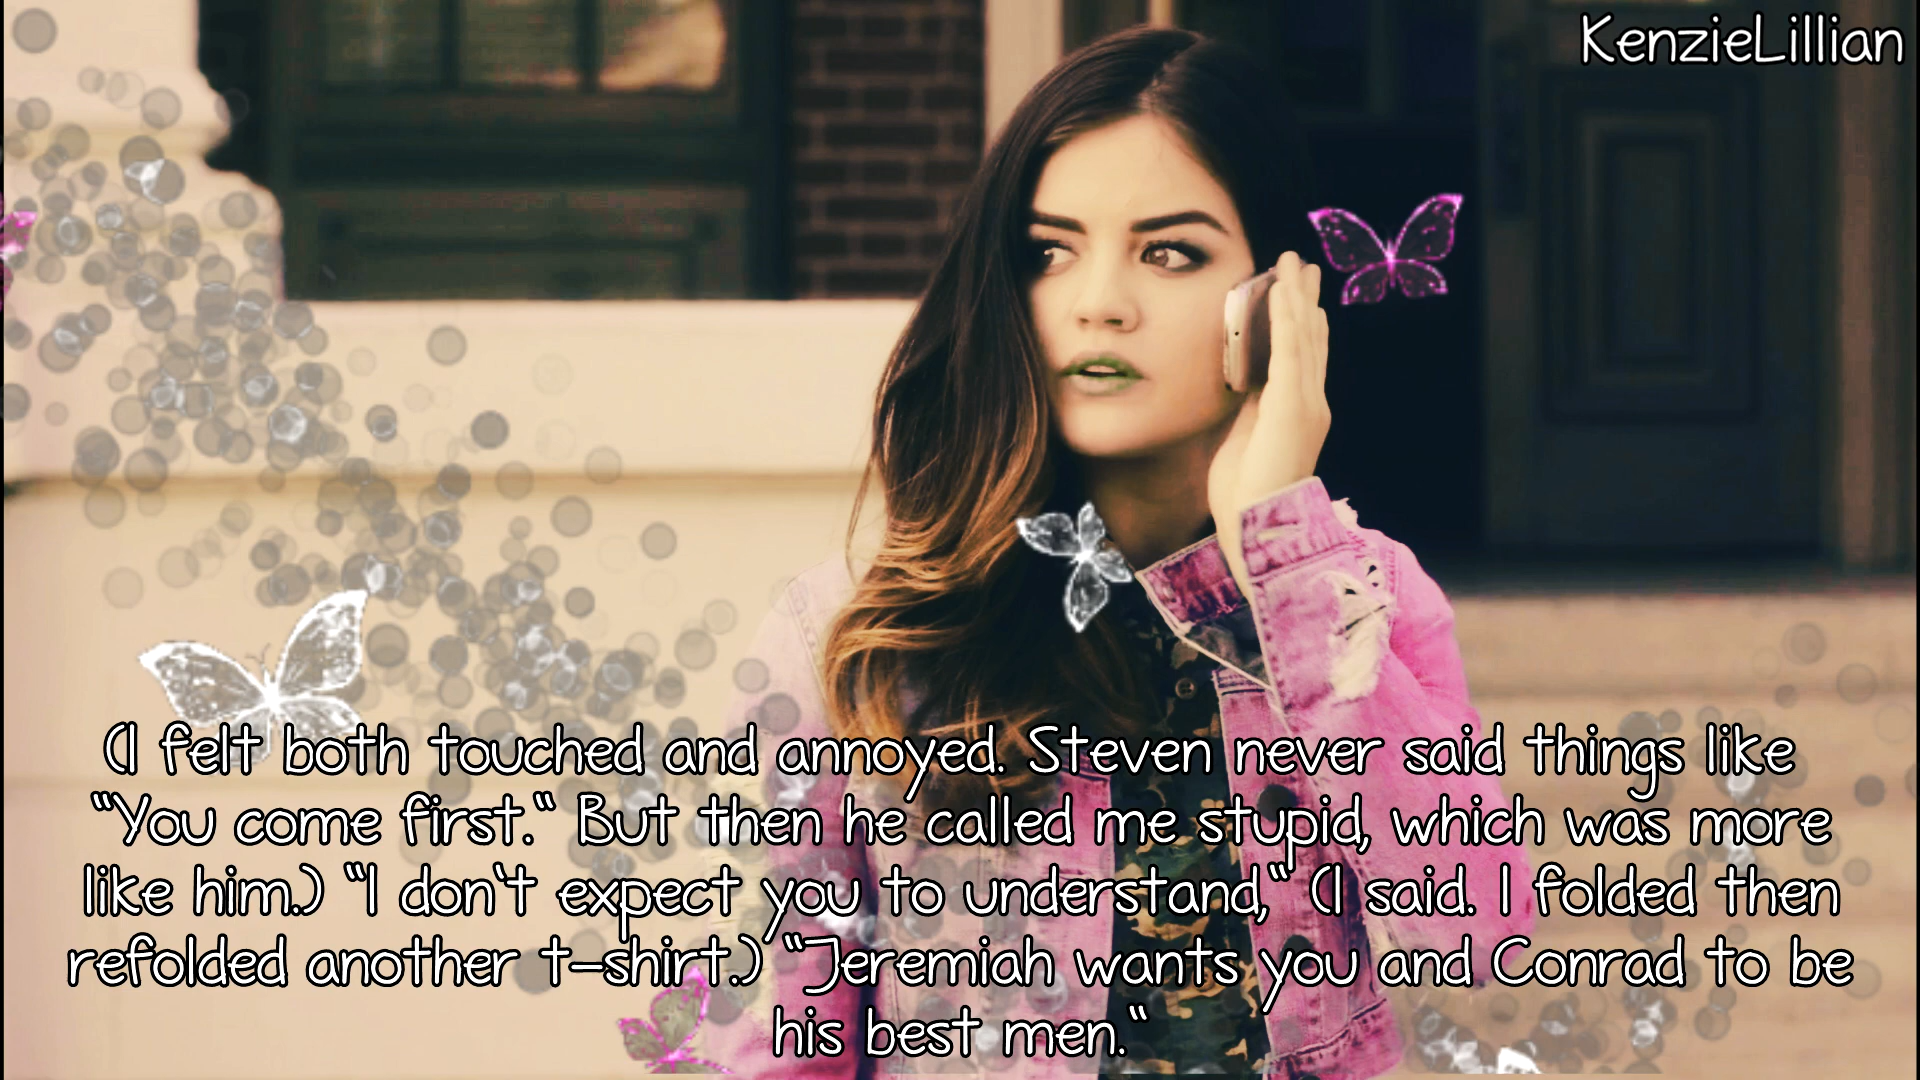 KenzieLillian
(I felt both touched and annoyed. Steven never said things like
"You come first." But then he called me stupid, which was more
like him.) "I don't expect you to understand," (I said. I folded then
refolded another t-shirt.) "Jeremiah wants you and Conrad to be
his best men."